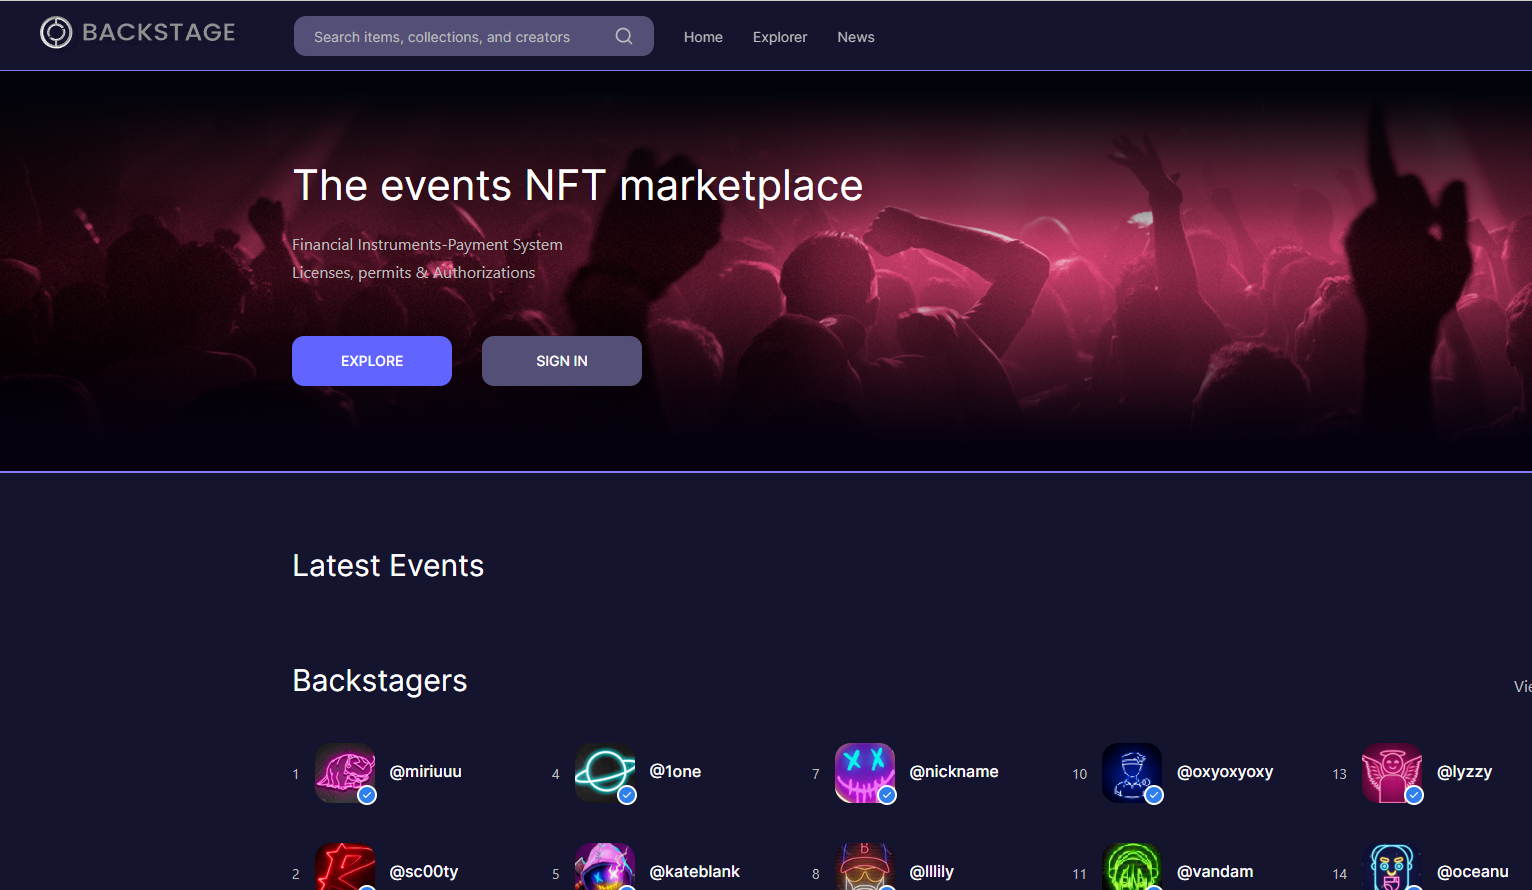 BACKSTAGE
Search items, collections, and creators
Home
Explorer
News
The events NFT marketplace
Financial Instruments-Payment System
Licenses, permits & Authorizations
EXPLORE
SIGN IN
Latest Events
Backstagers
Vie
1 @miriuuu
4 @1one
7 @nickname
10 @oxyoxyoxy
13 @lyzzy
2 @sc00ty
5 @kateblank
8 @lllily
11 @vandam
14 @oceanu